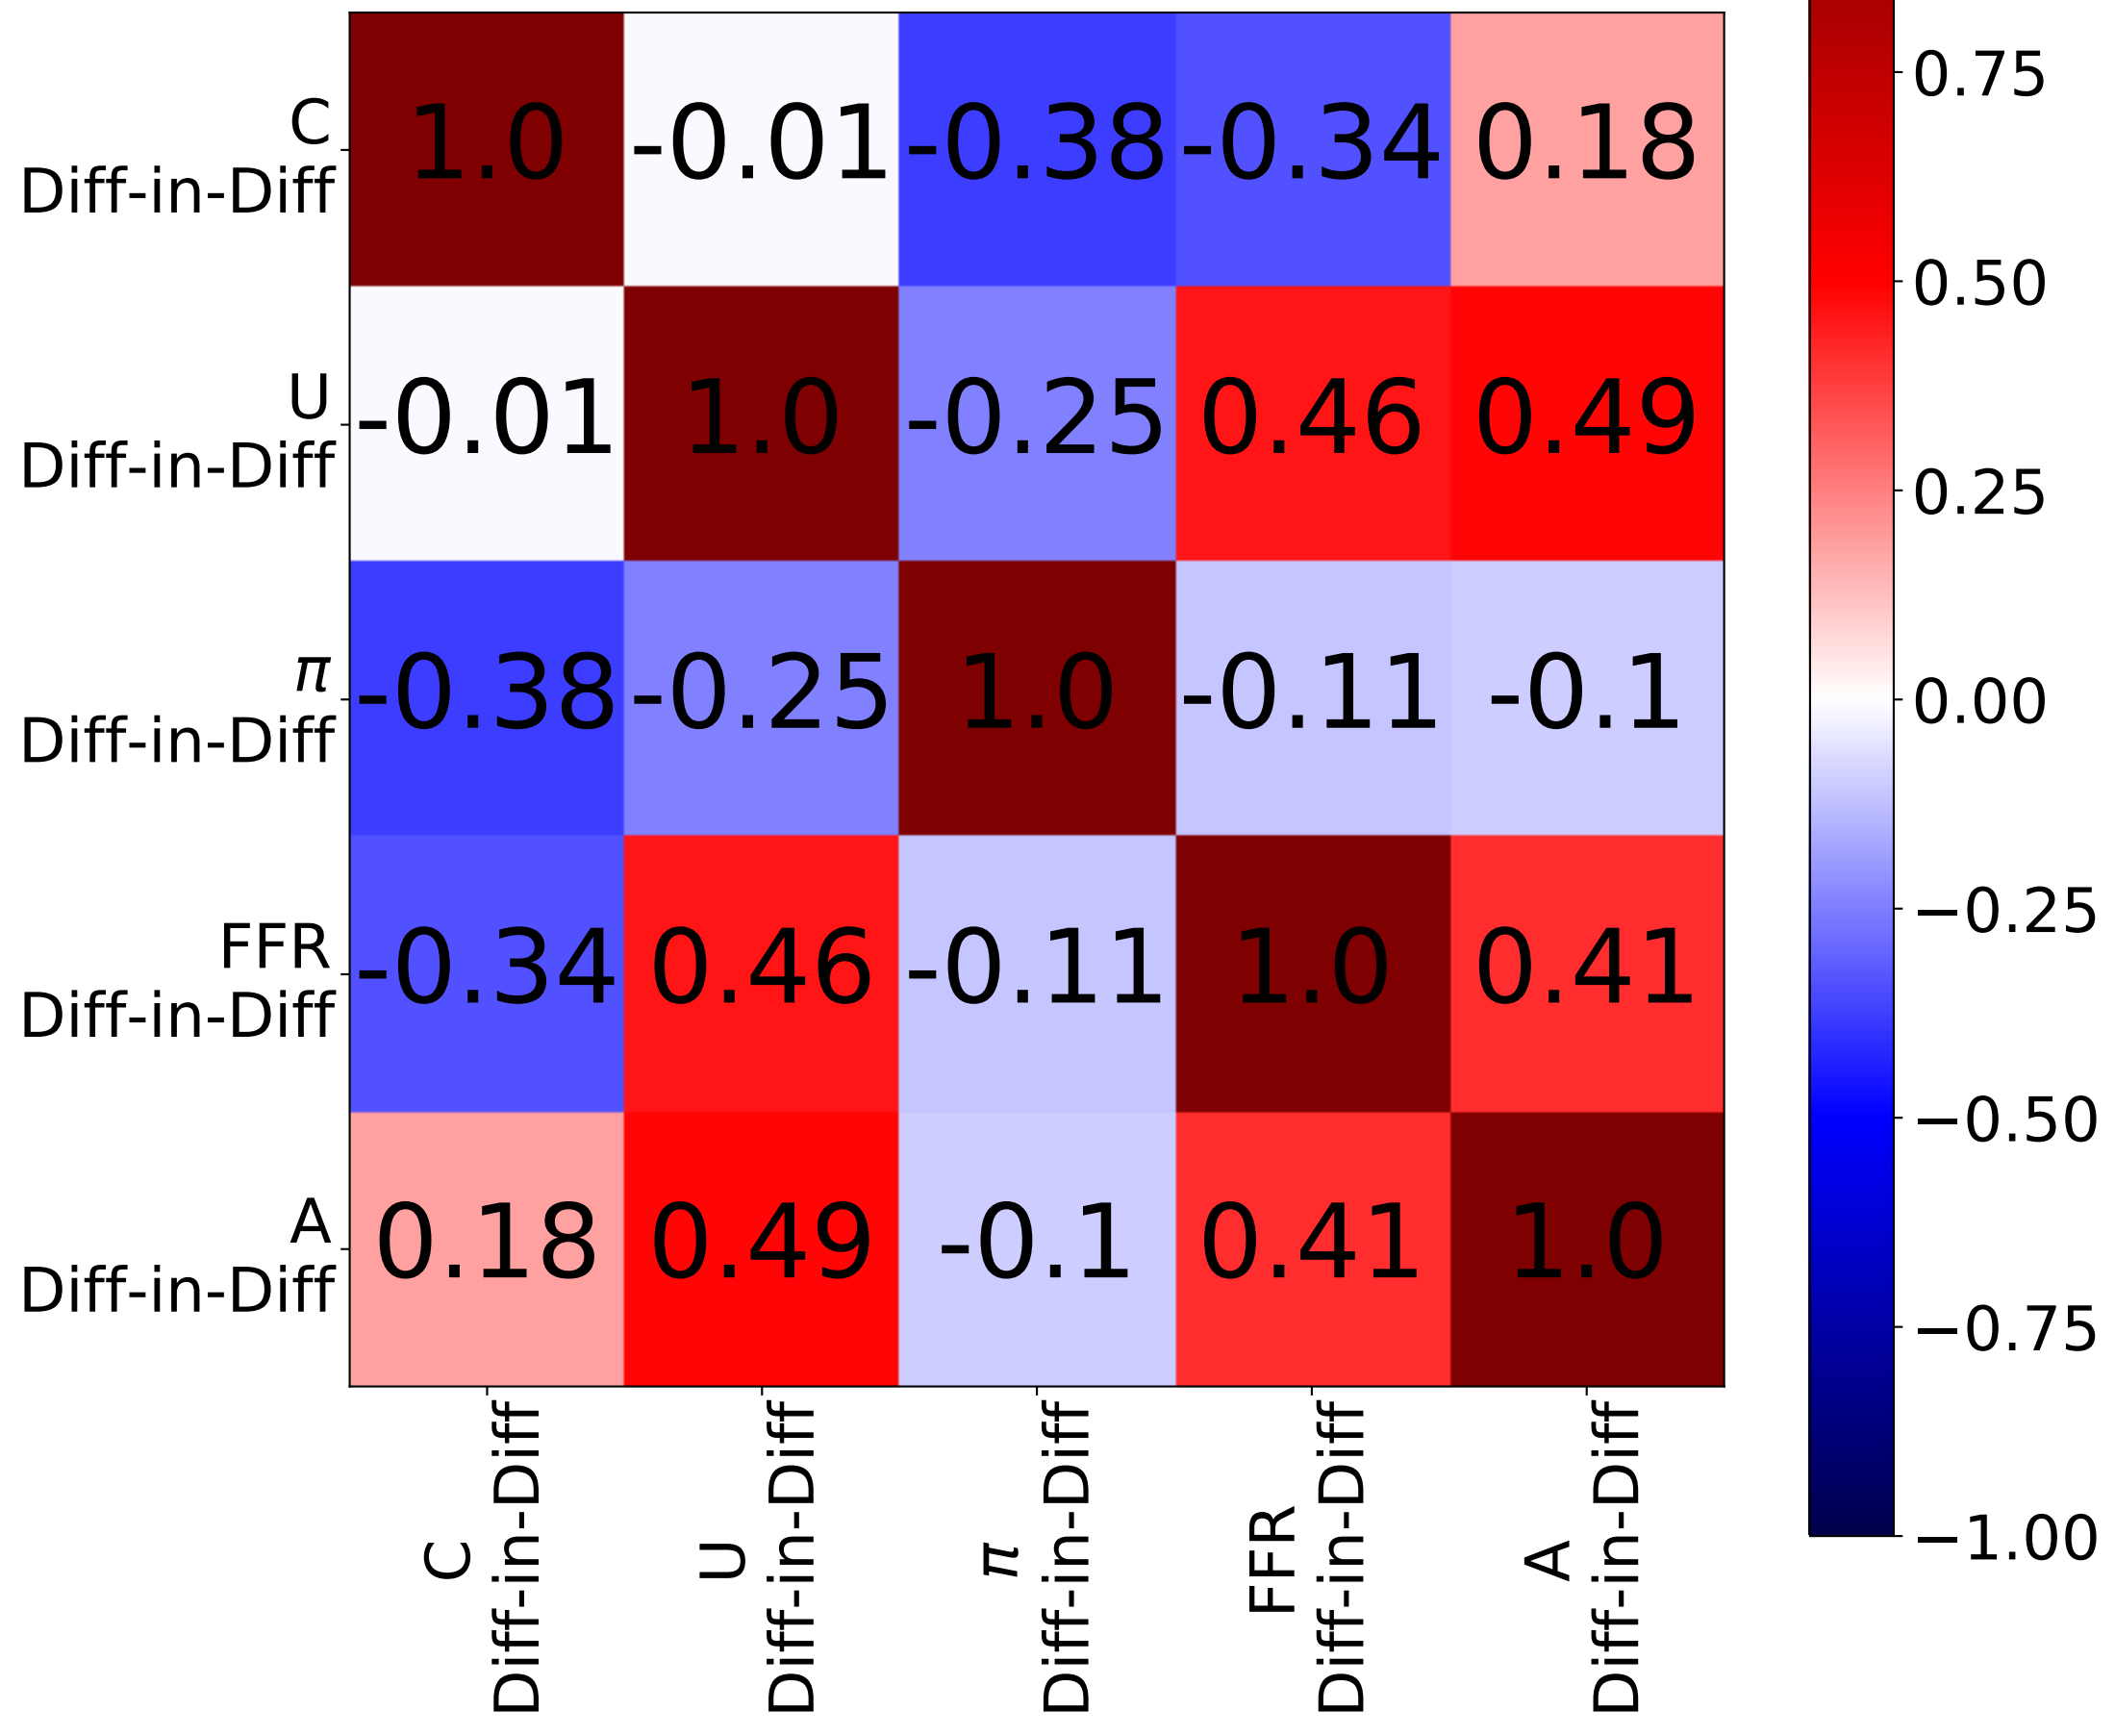 C
Diff-in-Diff
1.0 -0.01 -0.38 -0.34 0.18
U
Diff-in-Diff
-0.01 1.0 -0.25 0.46 0.49
π
Diff-in-Diff
-0.38 -0.25 1.0 -0.11 -0.1
FFR
Diff-in-Diff
-0.34 0.46 -0.11 1.0 0.41
A
Diff-in-Diff
0.18 0.49 -0.1 0.41 1.0
C
Diff-in-Diff
U
Diff-in-Diff
π
Diff-in-Diff
FFR
Diff-in-Diff
A
Diff-in-Diff
0.75
0.50
0.25
0.00
−0.25
−0.50
−0.75
−1.00